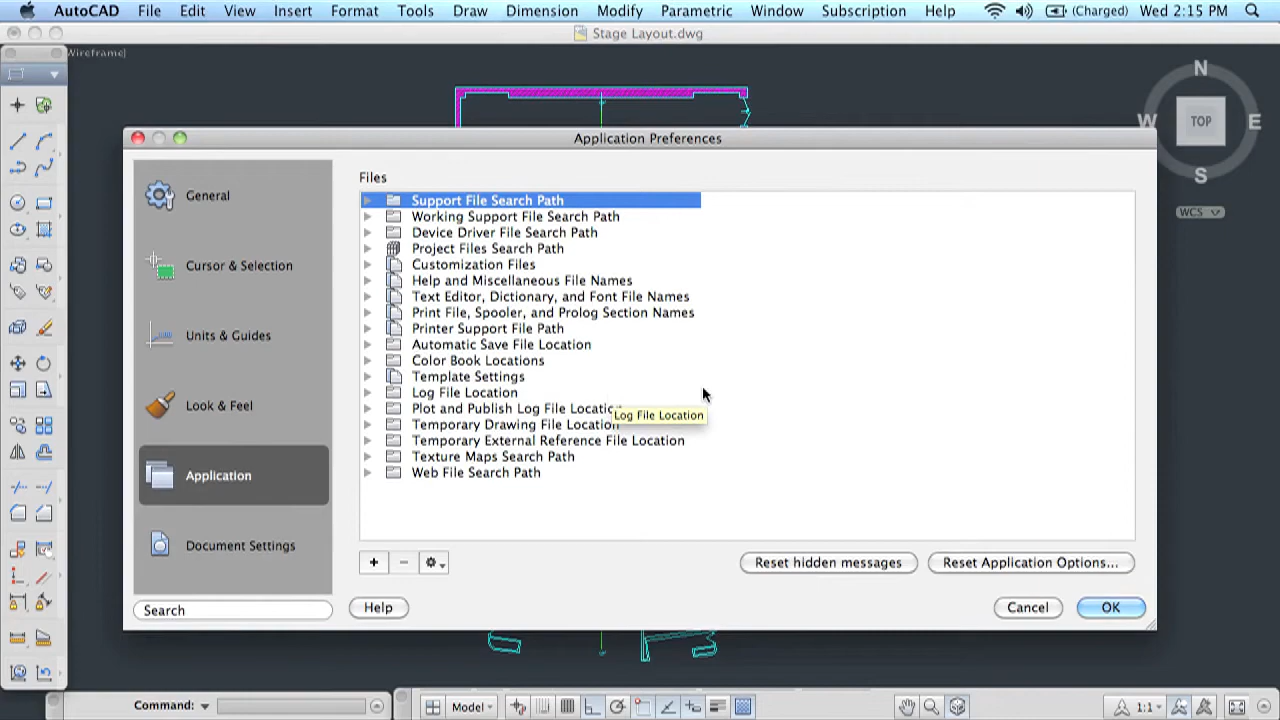 AutoCAD File Edit View Insert Format Tools Draw Dimension Modify Parametric Window Subscription Help (Charged) Wed 2:15 PM
Stage Layout.dwg
Wireframe]
N
W TOP E
S
WCS
Application Preferences
General
Cursor & Selection
Units & Guides
Look & Feel
Application
Document Settings
Search
Files
Support File Search Path
Working Support File Search Path
Device Driver File Search Path
Project Files Search Path
Customization Files
Help and Miscellaneous File Names
Text Editor, Dictionary, and Font File Names
Print File, Spooler, and Prolog Section Names
Printer Support File Path
Automatic Save File Location
Color Book Locations
Template Settings
Log File Location
Plot and Publish Log File Locatio
Log File Location
Temporary Drawing File Location
Temporary External Reference File Location
Texture Maps Search Path
Web File Search Path
Reset hidden messages Reset Application Options...
Help Cancel OK
Command: Model 1:1